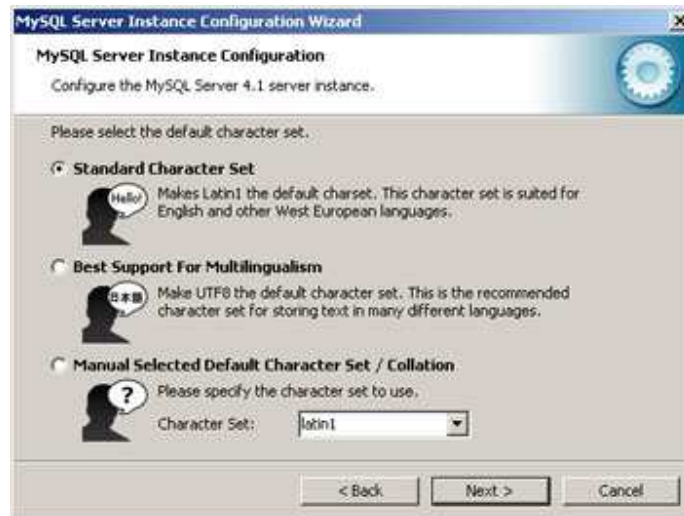 MySQL Server Instance Configuration Wizard
MySQL Server Instance Configuration
Configure the MySQL Server 4.1 server instance.
Please select the default character set.
Standard Character Set
Hello!
Makes Latin1 the default charset. This character set is suited for
English and other West European languages.
Best Support For Multilingualism
日本語
Make UTF8 the default character set. This is the recommended
character set for storing text in many different languages.
Manual Selected Default Character Set / Collation
?
Please specify the character set to use.
Character Set: latin1
< Back Next > Cancel